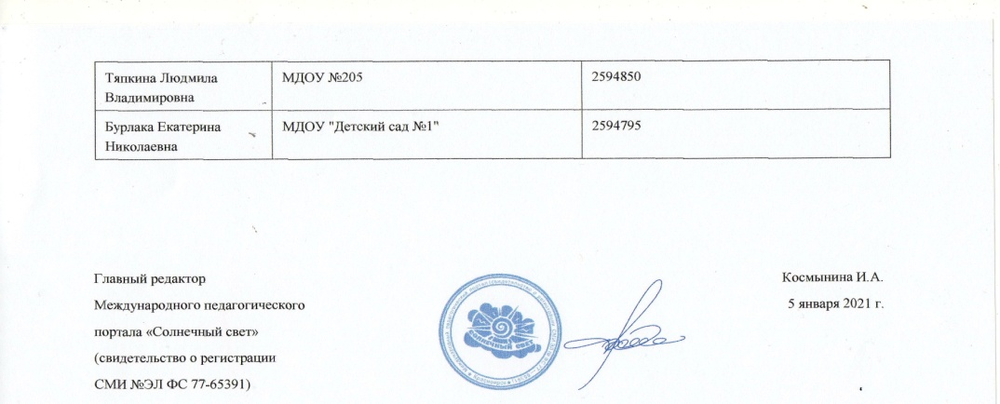 Тяпкина Людмила
Владимировна
МДОУ №205
2594850
Бурлака Екатерина
Николаевна
МДОУ "Детский сад №1"
2594795
Главный редактор
Международного педагогического
портала «Солнечный свет»
(свидетельство о регистрации
СМИ №ЭЛ ФС 77-65391)
СОЛНЕЧНЫЙ СВЕТ
Космынина И.А.
5 января 2021 г.